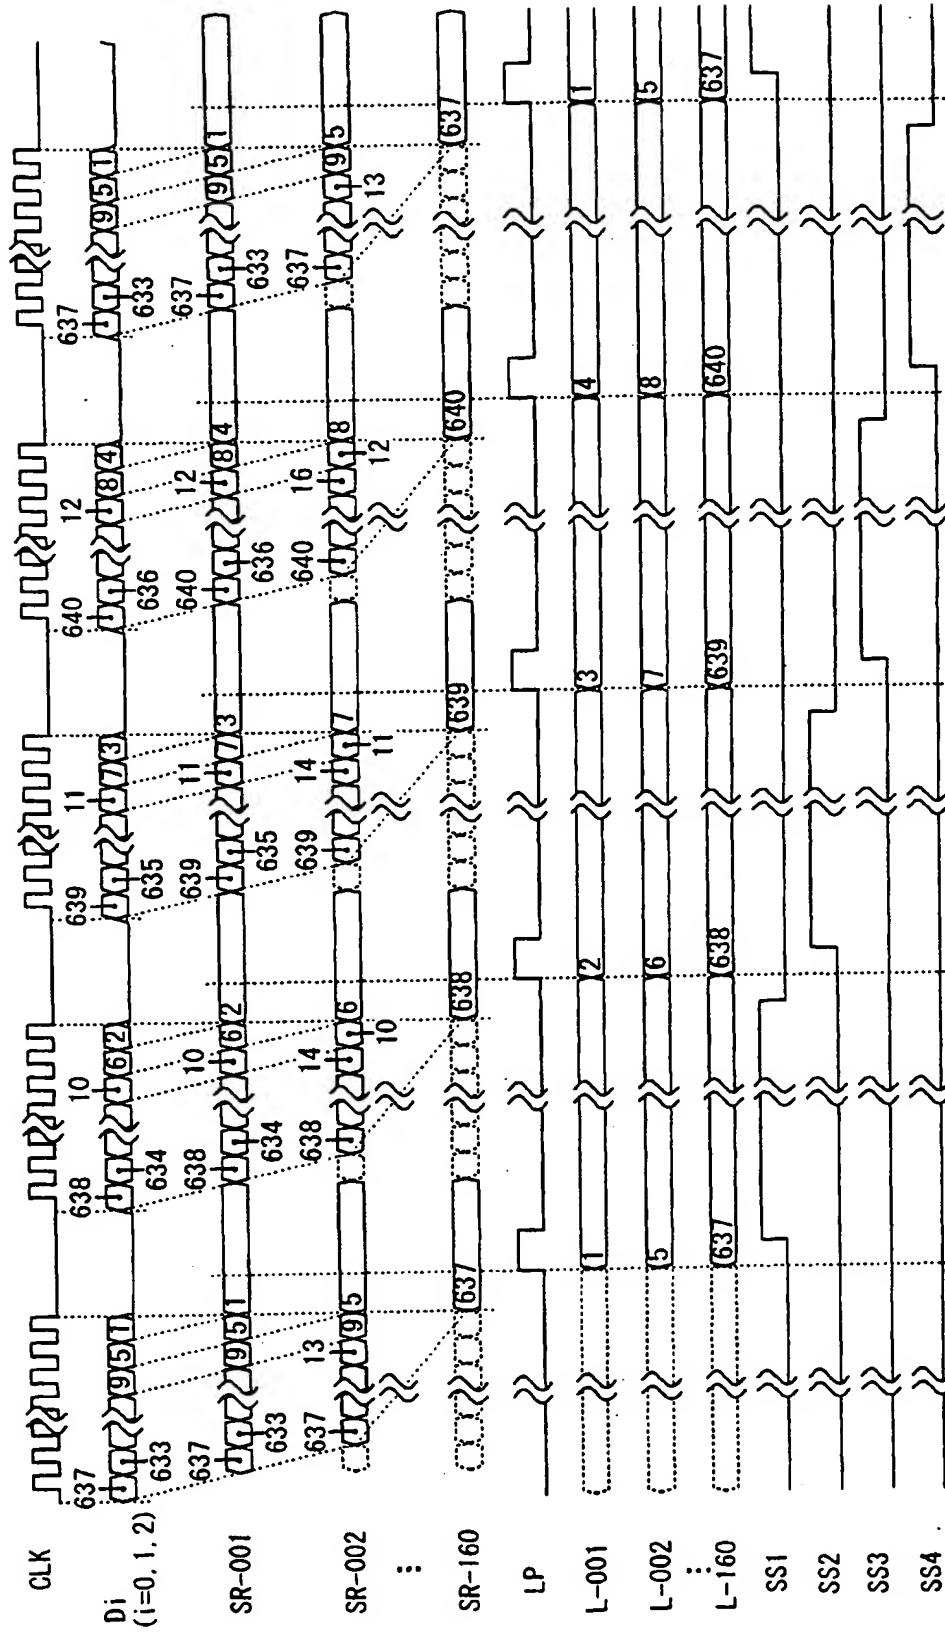 CLK
Di 637 633 9 5 1 638 634 10 6 2 639 635 11 7 3 640 636 12 8 4 637 633 9 5 1
(i=0, 1, 2)
SR-001 637 633 9 5 1 638 634 10 6 2 639 635 11 7 3 640 636 12 8 4 637 633 9 5 1
SR-002 637 13 9 5 638 14 10 6 639 14 11 7 640 16 12 8 637 13 9 5
SR-160 637 638 639 640 637
LP
L-001 1 2 3 4 1
L-002 5 6 7 8 5
L-160 637 638 639 640 637
SS1
SS2
SS3
SS4